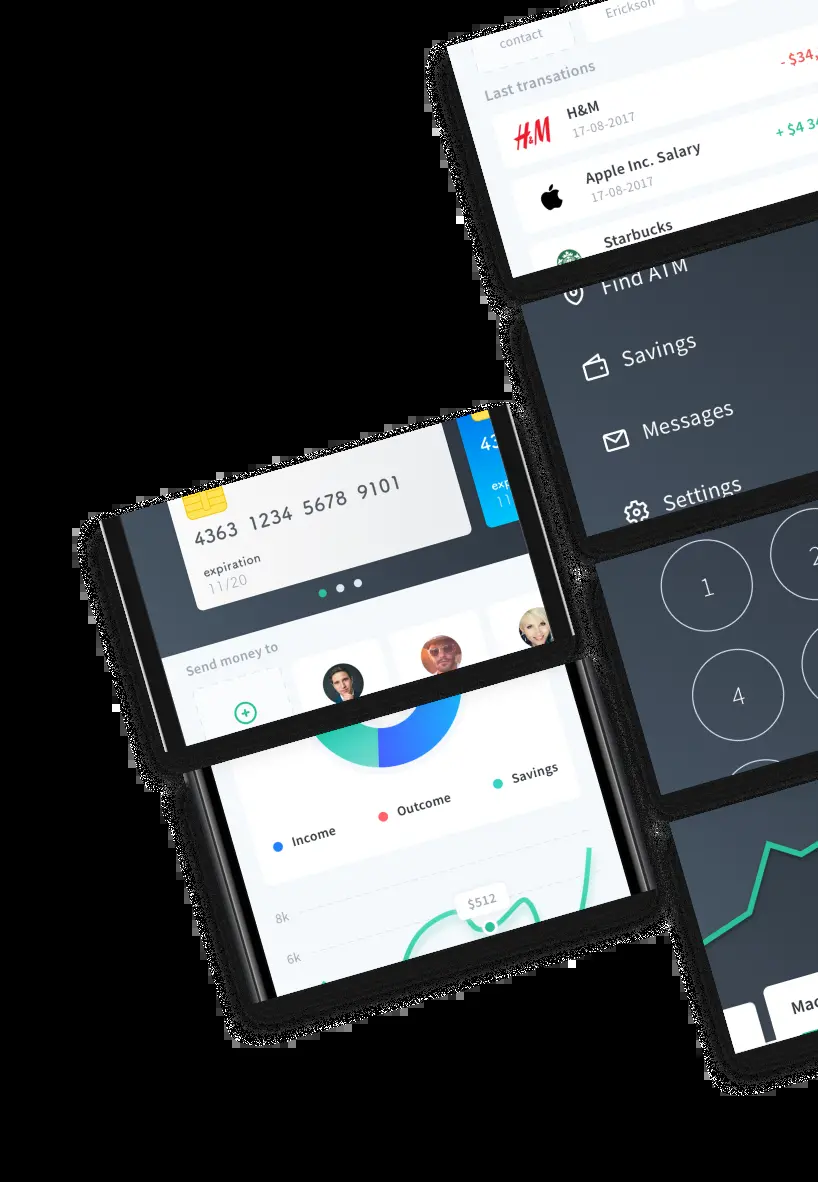 contact
Erickson
Last transations
H&M
H&M
17-08-2017
- $34,
Apple Inc. Salary
17-08-2017
+ $4 34
Starbucks
Find ATM
Savings
Messages
Settings
1
2
4
4363 1234 5678 9101
expiration
11/20
43
exp
11
Send money to
Income
Outcome
Savings
8k
6k
$512
Mac